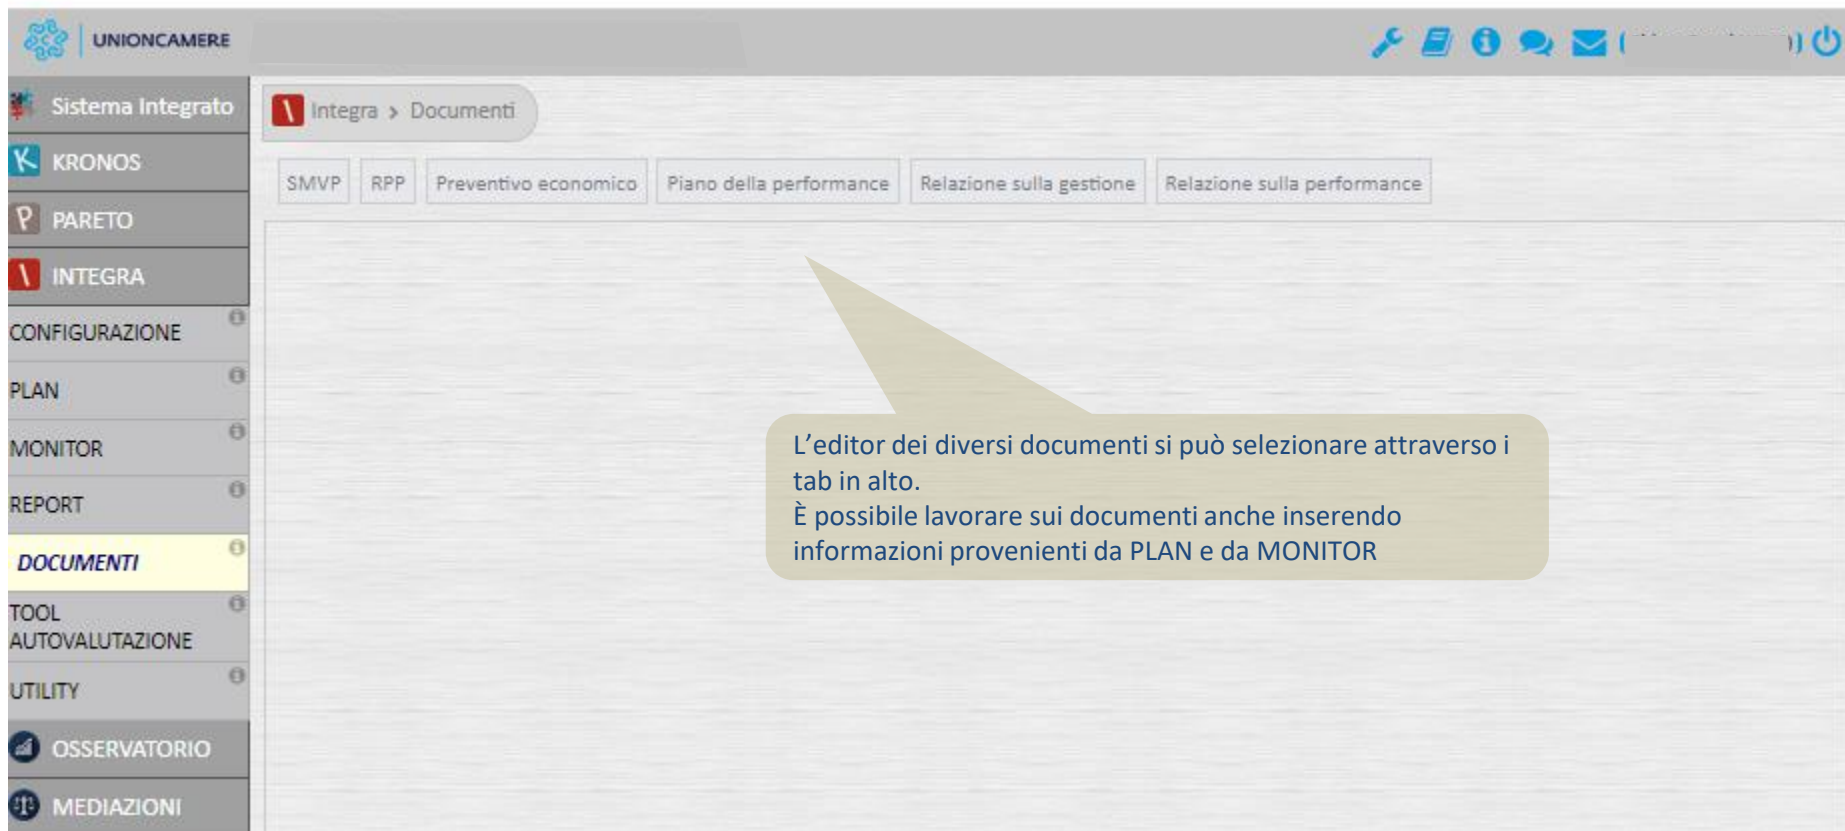 UNIONCAMERE
Sistema Integrato
KRONOS
PARETO
INTEGRA
CONFIGURAZIONE
PLAN
MONITOR
REPORT
DOCUMENTI
TOOL
AUTOVALUTAZIONE
UTILITY
OSSERVATORIO
MEDIAZIONI
Integra > Documenti
SMVP RPP Preventivo economico Piano della performance Relazione sulla gestione Relazione sulla performance
L’editor dei diversi documenti si può selezionare attraverso i
tab in alto.
È possibile lavorare sui documenti anche inserendo
informazioni provenienti da PLAN e da MONITOR